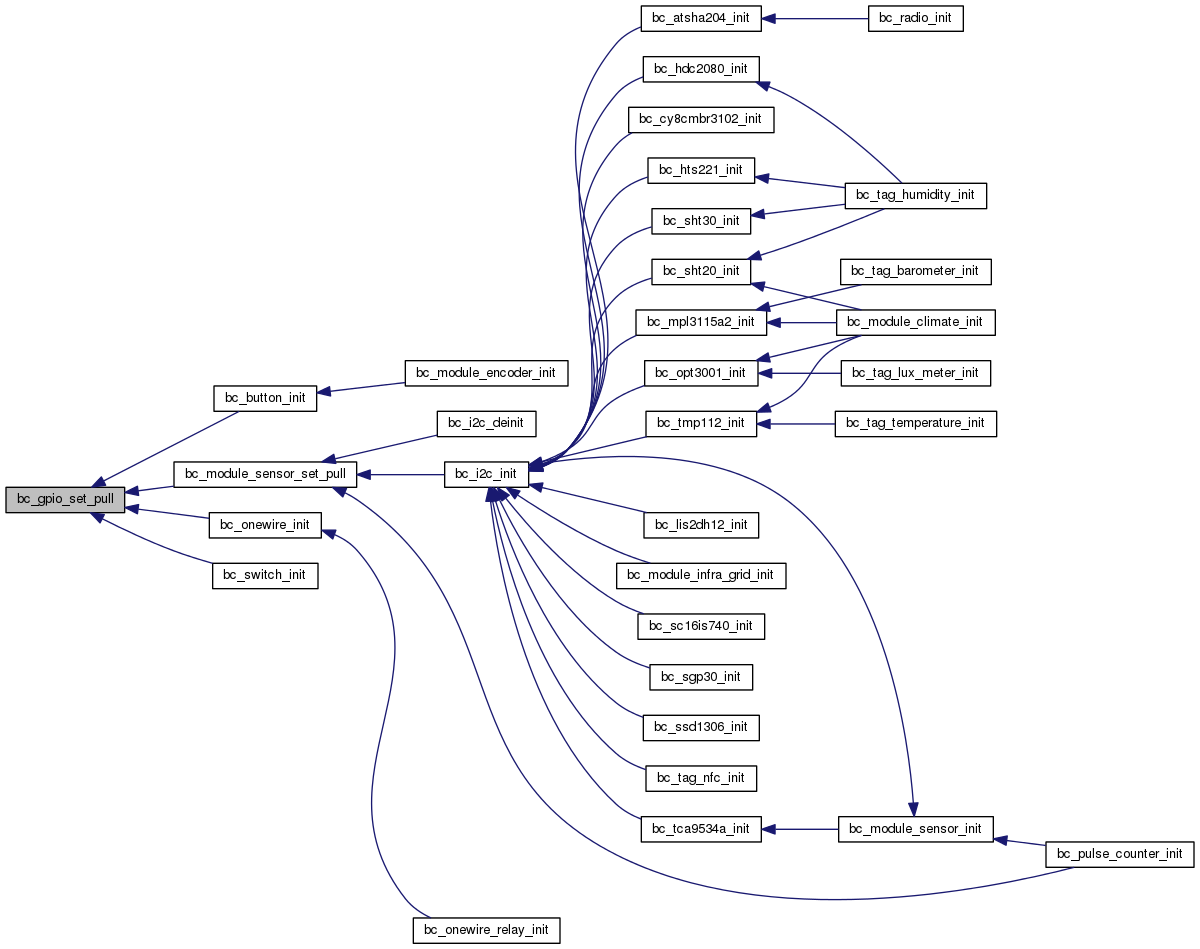 bc_atsha204_init
bc_radio_init
bc_hdc2080_init
bc_cy8cmbr3102_init
bc_hts221_init
bc_tag_humidity_init
bc_sht30_init
bc_sht20_init
bc_tag_barometer_init
bc_mpl3115a2_init
bc_module_climate_init
bc_opt3001_init
bc_tag_lux_meter_init
bc_module_encoder_init
bc_button_init
bc_tmp112_init
bc_tag_temperature_init
bc_i2c_deinit
bc_module_sensor_set_pull
bc_i2c_init
bc_gpio_set_pull
bc_onewire_init
bc_lis2dh12_init
bc_switch_init
bc_module_infra_grid_init
bc_sc16is740_init
bc_sgp30_init
bc_ssd1306_init
bc_tag_nfc_init
bc_tca9534a_init
bc_module_sensor_init
bc_pulse_counter_init
bc_onewire_relay_init